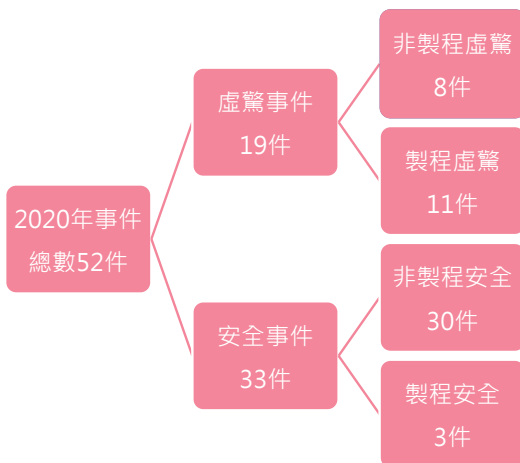 2020年事件
總數52件
虛驚事件
19件
非製程虛驚
8件
製程虛驚
11件
安全事件
33件
非製程安全
30件
製程安全
3件